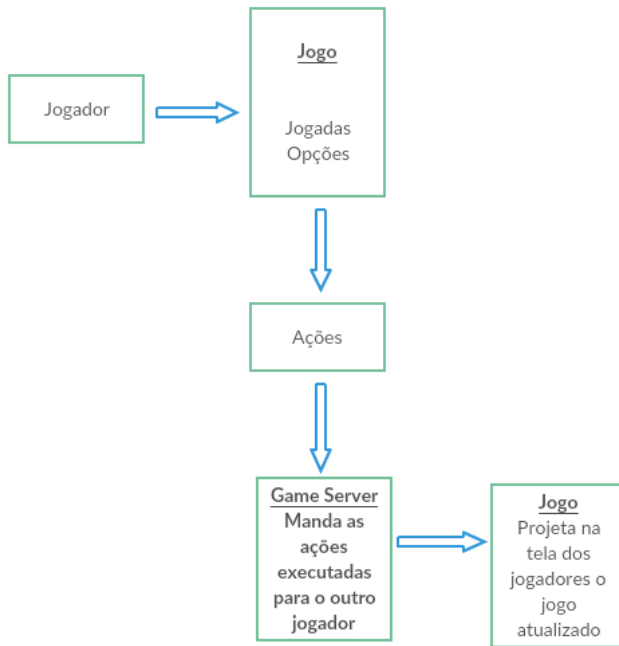 Jogo
Jogador
Jogadas
Opções
Ações
Game Server
Manda as
ações
executadas
para o outro
jogador
Jogo
Projeta na
tela dos
jogadores o
jogo
atualizado